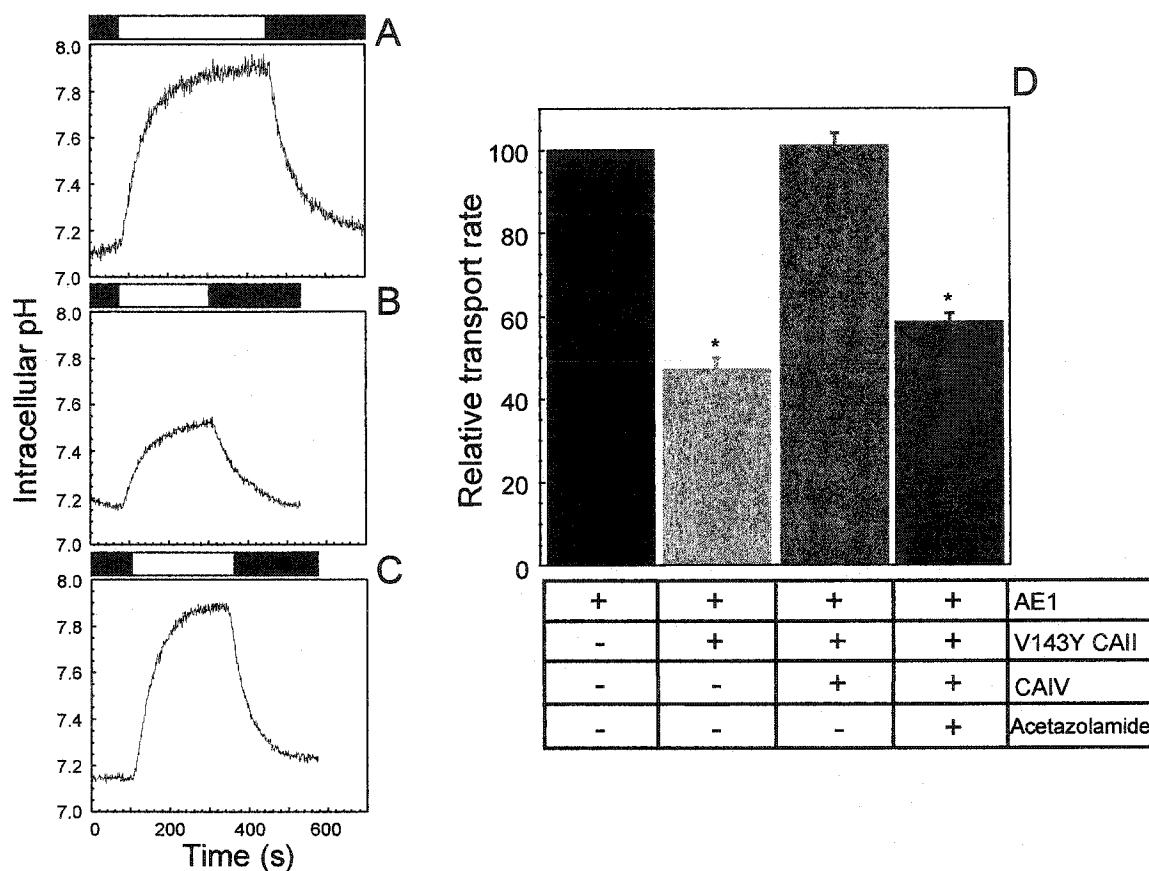 A
8.0
7.8
7.6
7.4
7.2
7.0
B
8.0
7.8
7.6
7.4
7.2
7.0
C
8.0
7.8
7.6
7.4
7.2
7.0
0 200 400 600
Time (s)
Intracellular pH
D
Relative transport rate
100
80
60
40
20
0
* *
+ + + + AE1
- + + + V143Y CAII
- - + + CAIV
- - - + Acetazolamide